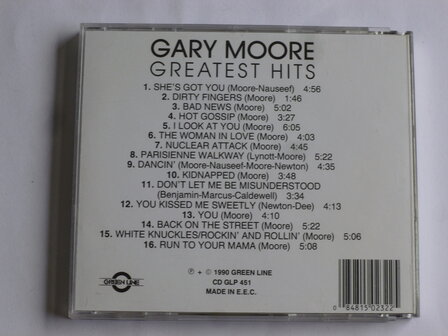 GARY MOORE
GREATEST HITS
1. SHE'S GOT YOU (Moore-Nauseef) 4:56
2. DIRTY FINGERS (Moore) 1:46
3. BAD NEWS (Moore) 5:02
4. HOT GOSSIP (Moore) 3:27
5. I LOOK AT YOU (Moore) 6:05
6. THE WOMAN IN LOVE (Moore) 4:03
7. NUCLEAR ATTACK (Moore) 4:45
8. PARISIENNE WALKWAY (Lynott-Moore) 5:22
9. DANCIN' (Moore-Nauseef-Moore-Newton) 4:35
10. KIDNAPPED (Moore) 3:48
11. DON'T LET ME BE MISUNDERSTOOD
(Benjamin-Marcus-Caldewell) 3:34
12. YOU KISSED ME SWEETLY (Newton-Dee) 4:13
13. YOU (Moore) 4:10
14. BACK ON THE STREET (Moore) 5:22
15. WHITE KNUCKLES/ROCKIN' AND ROLLIN' (Moore) 5:06
16. RUN TO YOUR MAMA (Moore) 5:08
GREEN LINE
℗ + © 1990 GREEN LINE
CD GLP 451
MADE IN E.E.C.
0 84815 02322